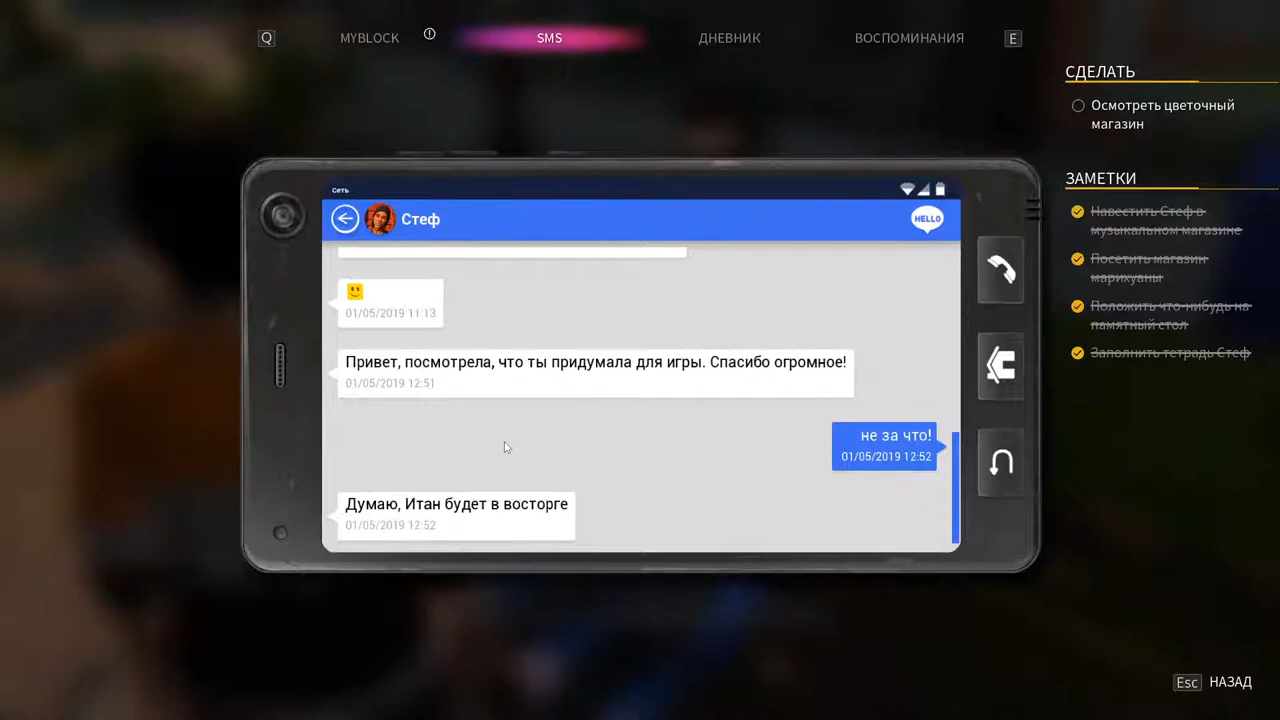 Q
MYBLOCK
SMS
ДНЕВНИК
ВОСПОМИНАНИЯ
E
СДЕЛАТЬ
Осмотреть цветочный
магазин
ЗАМЕТКИ
Навестить Стеф в
музыкальном магазине
Посетить магазин
марихуаны
Положить что-нибудь на
памятный стол
Заполнить тетрадь Стеф
Сеть
Стеф
HELLO
01/05/2019 11:13
Привет, посмотрела, что ты придумала для игры. Спасибо огромное!
01/05/2019 12:51
не за что!
01/05/2019 12:52
Думаю, Итан будет в восторге
01/05/2019 12:52
Esc НАЗАД